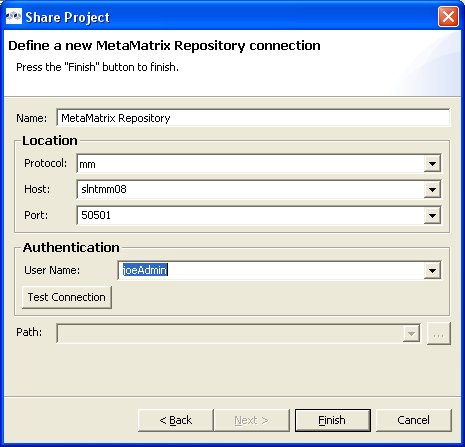 Share Project
Define a new MetaMatrix Repository connection
Press the "Finish" button to finish.
Name: MetaMatrix Repository
Location
Protocol: mm
Host: slntmm08
Port: 50501
Authentication
User Name: joeAdmin
Test Connection
Path: ...
< Back Next > Finish Cancel